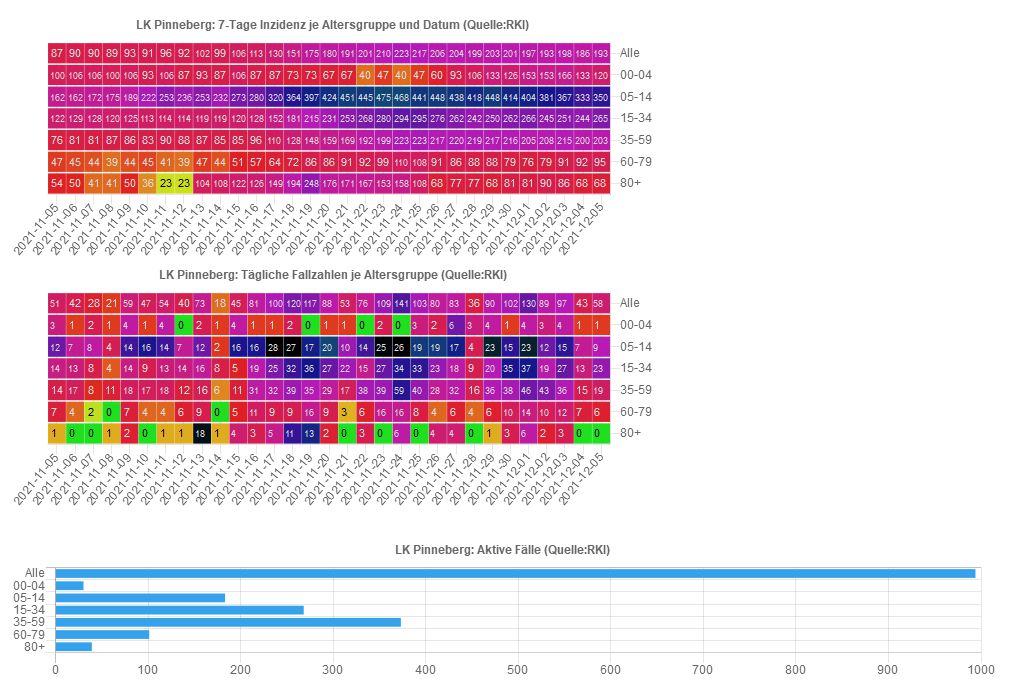 LK Pinneberg: 7-Tage Inzidenz je Altersgruppe und Datum (Quelle:RKI)
87 90 90 89 93 91 96 92 102 99 106 113 130 151 175 180 191 201 210 223 217 206 204 199 203 201 197 193 198 186 193 Alle
100 106 106 100 106 93 106 87 93 87 106 87 87 73 73 67 67 40 47 40 47 60 93 106 133 126 153 153 166 133 120 00-04
162 162 172 175 189 222 253 236 253 232 273 280 320 364 397 424 451 445 475 468 441 448 438 418 448 414 404 381 367 333 350 05-14
122 129 128 120 125 113 114 114 119 119 120 128 152 181 215 231 253 268 280 294 295 276 262 242 250 262 266 245 251 244 265 15-34
76 81 81 87 86 83 90 88 87 85 85 96 110 128 148 159 169 192 199 223 223 217 220 219 217 216 205 208 215 200 203 35-59
47 45 44 39 44 45 41 39 47 44 51 57 64 72 86 86 91 92 99 110 108 91 86 88 88 79 76 79 91 92 95 60-79
54 50 41 41 50 36 23 23 104 108 122 126 149 194 248 176 171 167 153 158 108 68 77 77 68 81 81 90 86 68 68 80+
2021-11-05 2021-11-06 2021-11-07 2021-11-08 2021-11-09 2021-11-10 2021-11-11 2021-11-12 2021-11-13 2021-11-14 2021-11-15 2021-11-16 2021-11-17 2021-11-18 2021-11-19 2021-11-20 2021-11-21 2021-11-22 2021-11-23 2021-11-24 2021-11-25 2021-11-26 2021-11-27 2021-11-28 2021-11-29 2021-11-30 2021-12-01 2021-12-02 2021-12-03 2021-12-04 2021-12-05
LK Pinneberg: Tägliche Fallzahlen je Altersgruppe (Quelle:RKI)
51 42 28 21 59 47 54 40 73 18 45 81 100 120 117 88 53 76 109 141 103 80 83 36 90 102 130 89 97 43 58 Alle
3 1 2 1 4 1 4 0 2 1 4 1 1 2 0 1 1 0 2 0 3 2 6 3 4 1 4 3 4 1 1 00-04
12 7 8 4 14 16 14 7 12 2 16 16 28 27 17 20 10 14 25 26 19 19 17 4 23 15 23 12 15 7 9 05-14
14 13 8 4 14 9 13 14 16 8 5 19 25 32 36 27 22 15 27 34 33 23 18 9 20 35 37 19 27 13 23 15-34
14 17 8 11 18 17 18 12 16 6 11 31 32 39 35 29 17 38 39 59 40 28 32 16 36 38 46 43 36 15 19 35-59
7 4 2 0 7 4 4 6 9 0 5 11 9 9 16 9 3 6 16 16 8 4 6 4 6 10 14 10 12 7 6 60-79
1 0 0 1 2 0 1 1 18 1 4 3 5 11 13 2 0 3 0 6 0 4 4 0 1 3 6 2 3 0 0 80+
2021-11-05 2021-11-06 2021-11-07 2021-11-08 2021-11-09 2021-11-10 2021-11-11 2021-11-12 2021-11-13 2021-11-14 2021-11-15 2021-11-16 2021-11-17 2021-11-18 2021-11-19 2021-11-20 2021-11-21 2021-11-22 2021-11-23 2021-11-24 2021-11-25 2021-11-26 2021-11-27 2021-11-28 2021-11-29 2021-11-30 2021-12-01 2021-12-02 2021-12-03 2021-12-04 2021-12-05
LK Pinneberg: Aktive Fälle (Quelle:RKI)
Alle
00-04
05-14
15-34
35-59
60-79
80+
0 100 200 300 400 500 600 700 800 900 1000